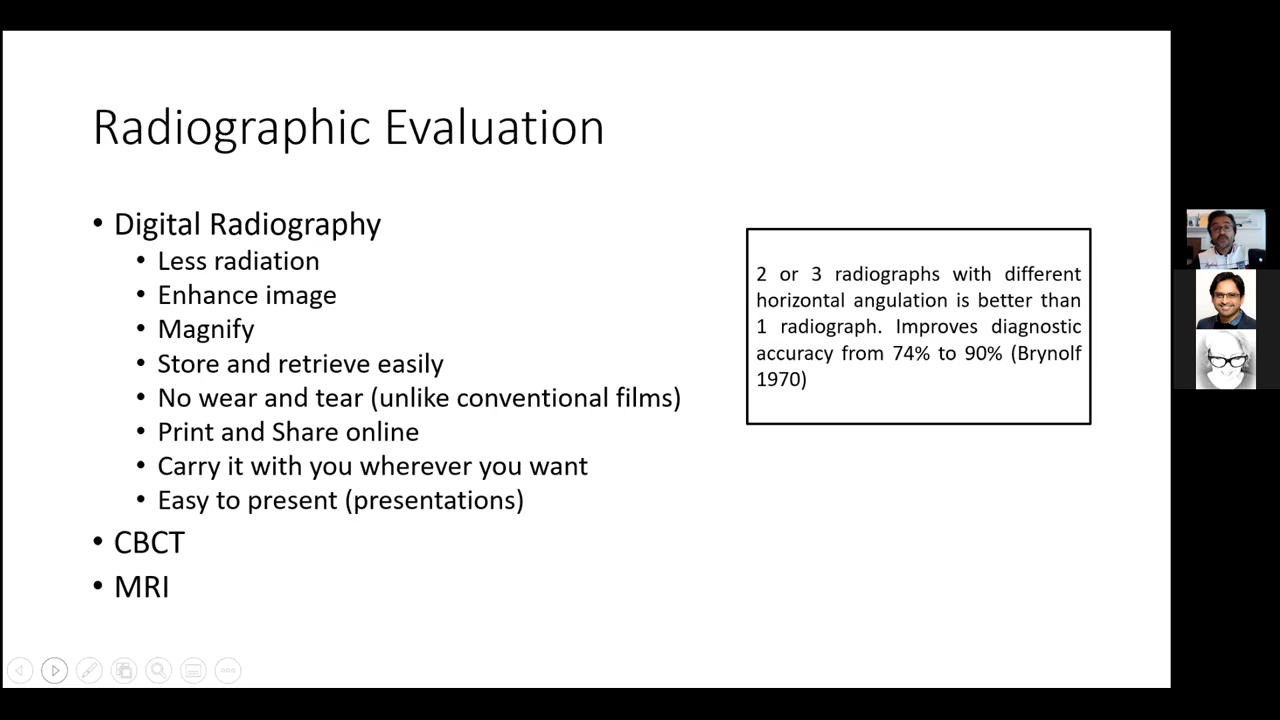 Radiographic Evaluation
• Digital Radiography
• Less radiation
• Enhance image
• Magnify
• Store and retrieve easily
• No wear and tear (unlike conventional films)
• Print and Share online
• Carry it with you wherever you want
• Easy to present (presentations)
• CBCT
• MRI
2 or 3 radiographs with different
horizontal angulation is better than
1 radiograph. Improves diagnostic
accuracy from 74% to 90% (Brynolf
1970)